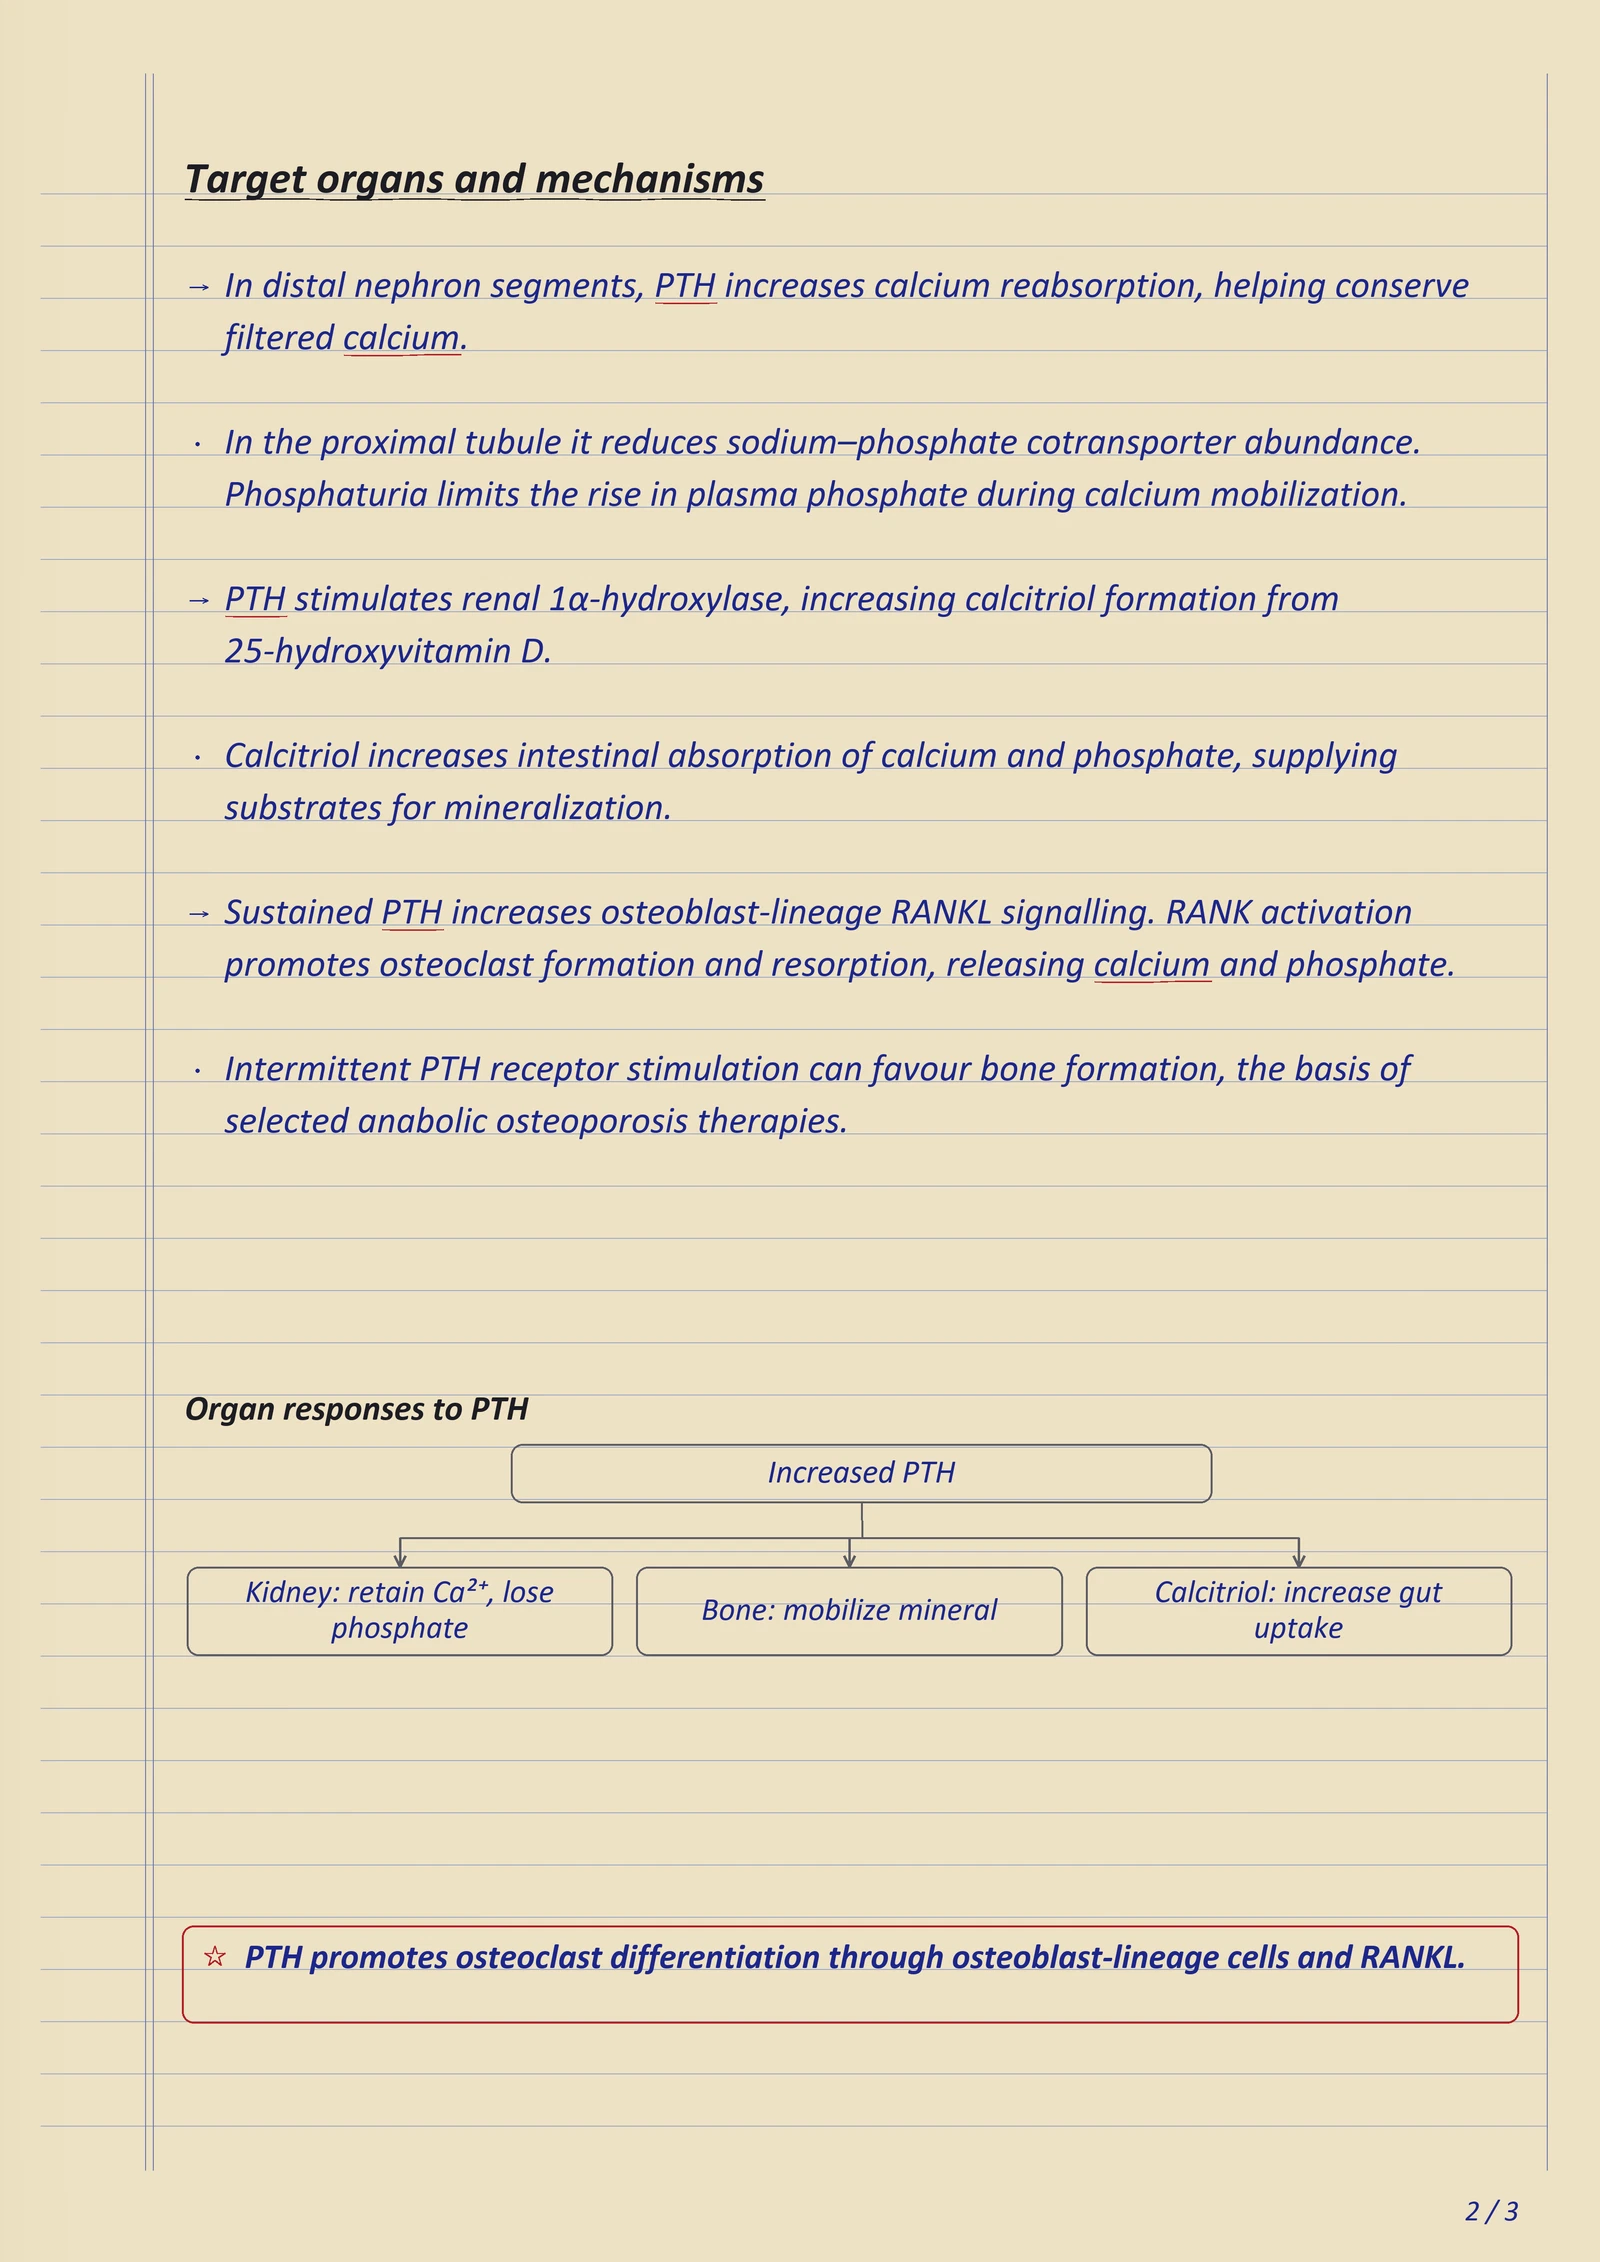 Target organs and mechanisms
→ In distal nephron segments, PTH increases calcium reabsorption, helping conserve
filtered calcium.
· In the proximal tubule it reduces sodium–phosphate cotransporter abundance.
Phosphaturia limits the rise in plasma phosphate during calcium mobilization.
→ PTH stimulates renal 1α-hydroxylase, increasing calcitriol formation from
25-hydroxyvitamin D.
· Calcitriol increases intestinal absorption of calcium and phosphate, supplying
substrates for mineralization.
→ Sustained PTH increases osteoblast-lineage RANKL signalling. RANK activation
promotes osteoclast formation and resorption, releasing calcium and phosphate.
· Intermittent PTH receptor stimulation can favour bone formation, the basis of
selected anabolic osteoporosis therapies.
Organ responses to PTH
Increased PTH
Kidney: retain Ca²⁺, lose
phosphate
Bone: mobilize mineral
Calcitriol: increase gut
uptake
☆ PTH promotes osteoclast differentiation through osteoblast-lineage cells and RANKL.
2 / 3